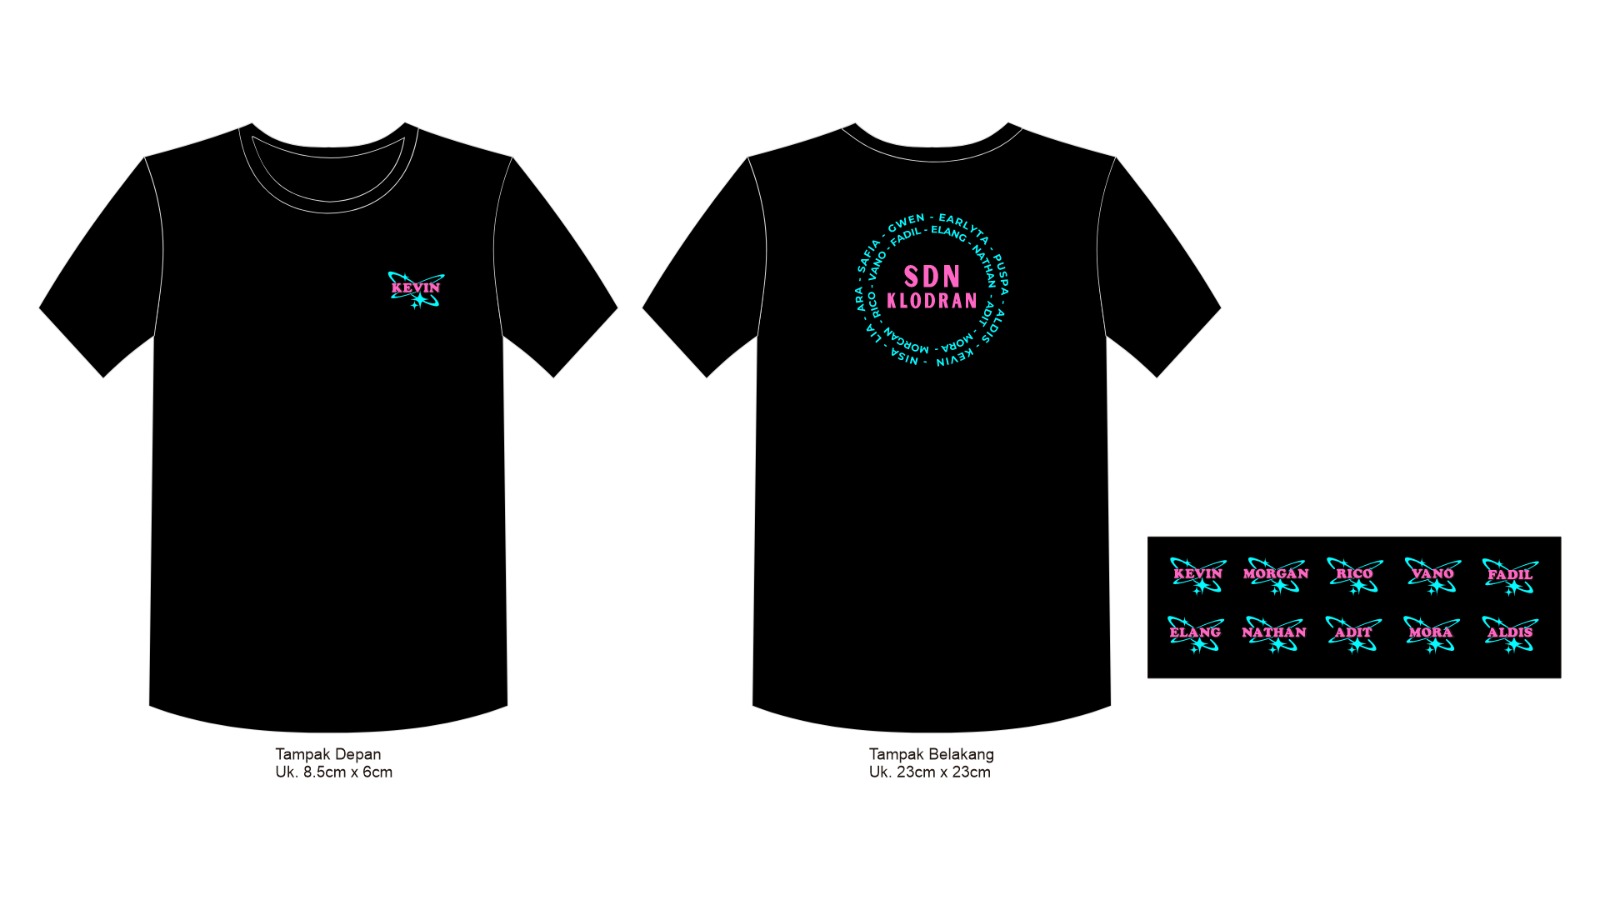 KEVIN
SAFIA - GWEN - EARLYTA - PUSPA - ALDIS - KEVIN - NISA - LIA - ARA -
VANO - FADIL - ELANG - NATHAN - ADIT - MORA - MORGAN - RICO -
SDN
KLODRAN
KEVIN MORGAN RICO VANO FADIL
ELANG NATHAN ADIT MORA ALDIS
Tampak Depan
Uk. 8.5cm x 6cm
Tampak Belakang
Uk. 23cm x 23cm